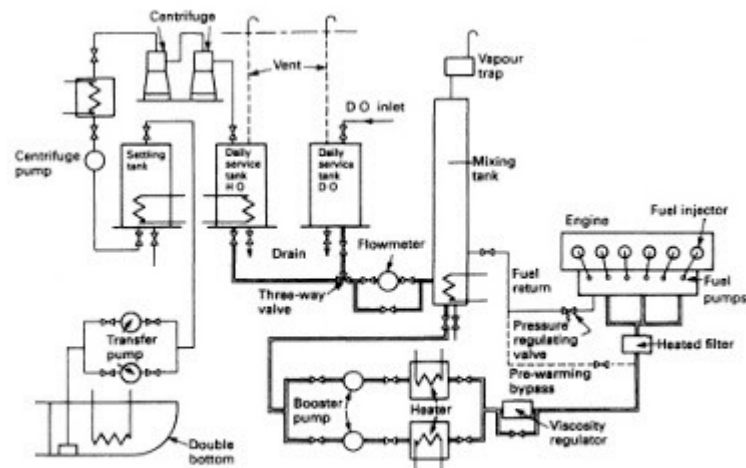 Centrifuge
Vent
Vapour
trap
D O inlet
Centrifuge
pump
Settling
tank
Daily
service
tank
H O
Daily
service
tank
D O
Mixing
tank
Engine
Fuel injector
Drain
Flowmeter
Three-way
valve
Fuel
return
Fuel
pumps
Pressure
regulating
valve
Heated filter
Transfer
pump
Pre-warming
bypass
Booster
pump
Heater
Viscosity
regulator
Double
bottom